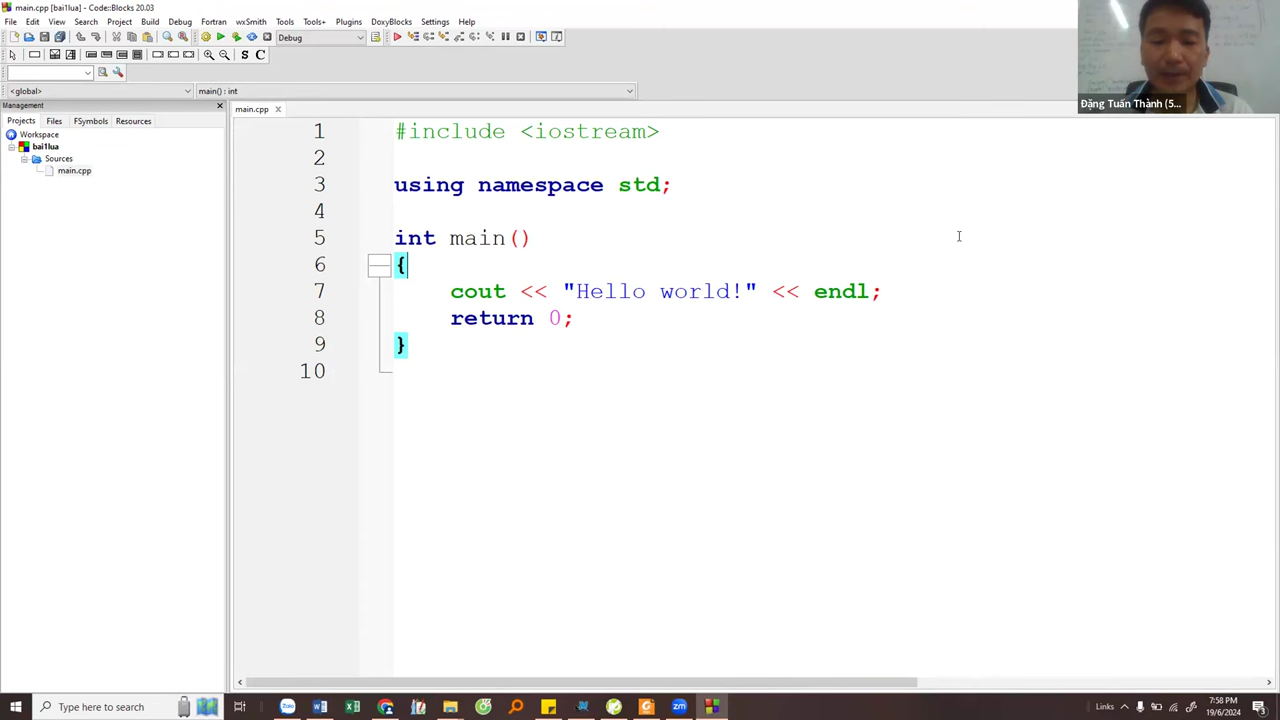 main.cpp [bai1lua] - Code::Blocks 20.03
File Edit View Search Project Build Debug Fortran wxSmith Tools Tools+ Plugins DoxyBlocks Settings Help
Debug
S C
<global>
main() : int
Management
Projects Files FSymbols Resources
Workspace
bai1lua
Sources
main.cpp
main.cpp
1 #include <iostream>
2
3 using namespace std;
4
5 int main()
6 {
7 cout << "Hello world!" << endl;
8 return 0;
9 }
10
Đặng Tuấn Thành (5...
Type here to search
Zalo
Links
7:58 PM
19/6/2024